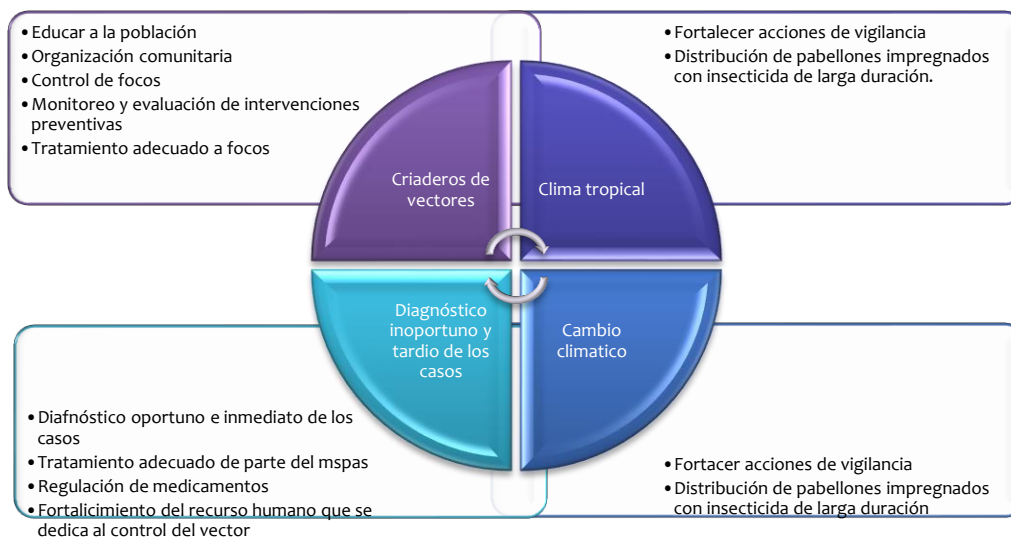 •Educar a la población
•Organización comunitaria
•Control de focos
•Monitoreo y evaluación de intervenciones
preventivas
•Tratamiento adecuado a focos
•Fortalecer acciones de vigilancia
•Distribución de pabellones impregnados
con insecticida de larga duración.
Criaderos de
vectores
Clima tropical
Diagnóstico
inoportuno y
tardio de los
casos
Cambio
climatico
•Diafnóstico oportuno e inmediato de los
casos
•Tratamiento adecuado de parte del mspas
•Regulación de medicamentos
•Fortalicimiento del recurso humano que se
dedica al control del vector
•Fortacer acciones de vigilancia
•Distribución de pabellones impregnados
con insecticida de larga duración